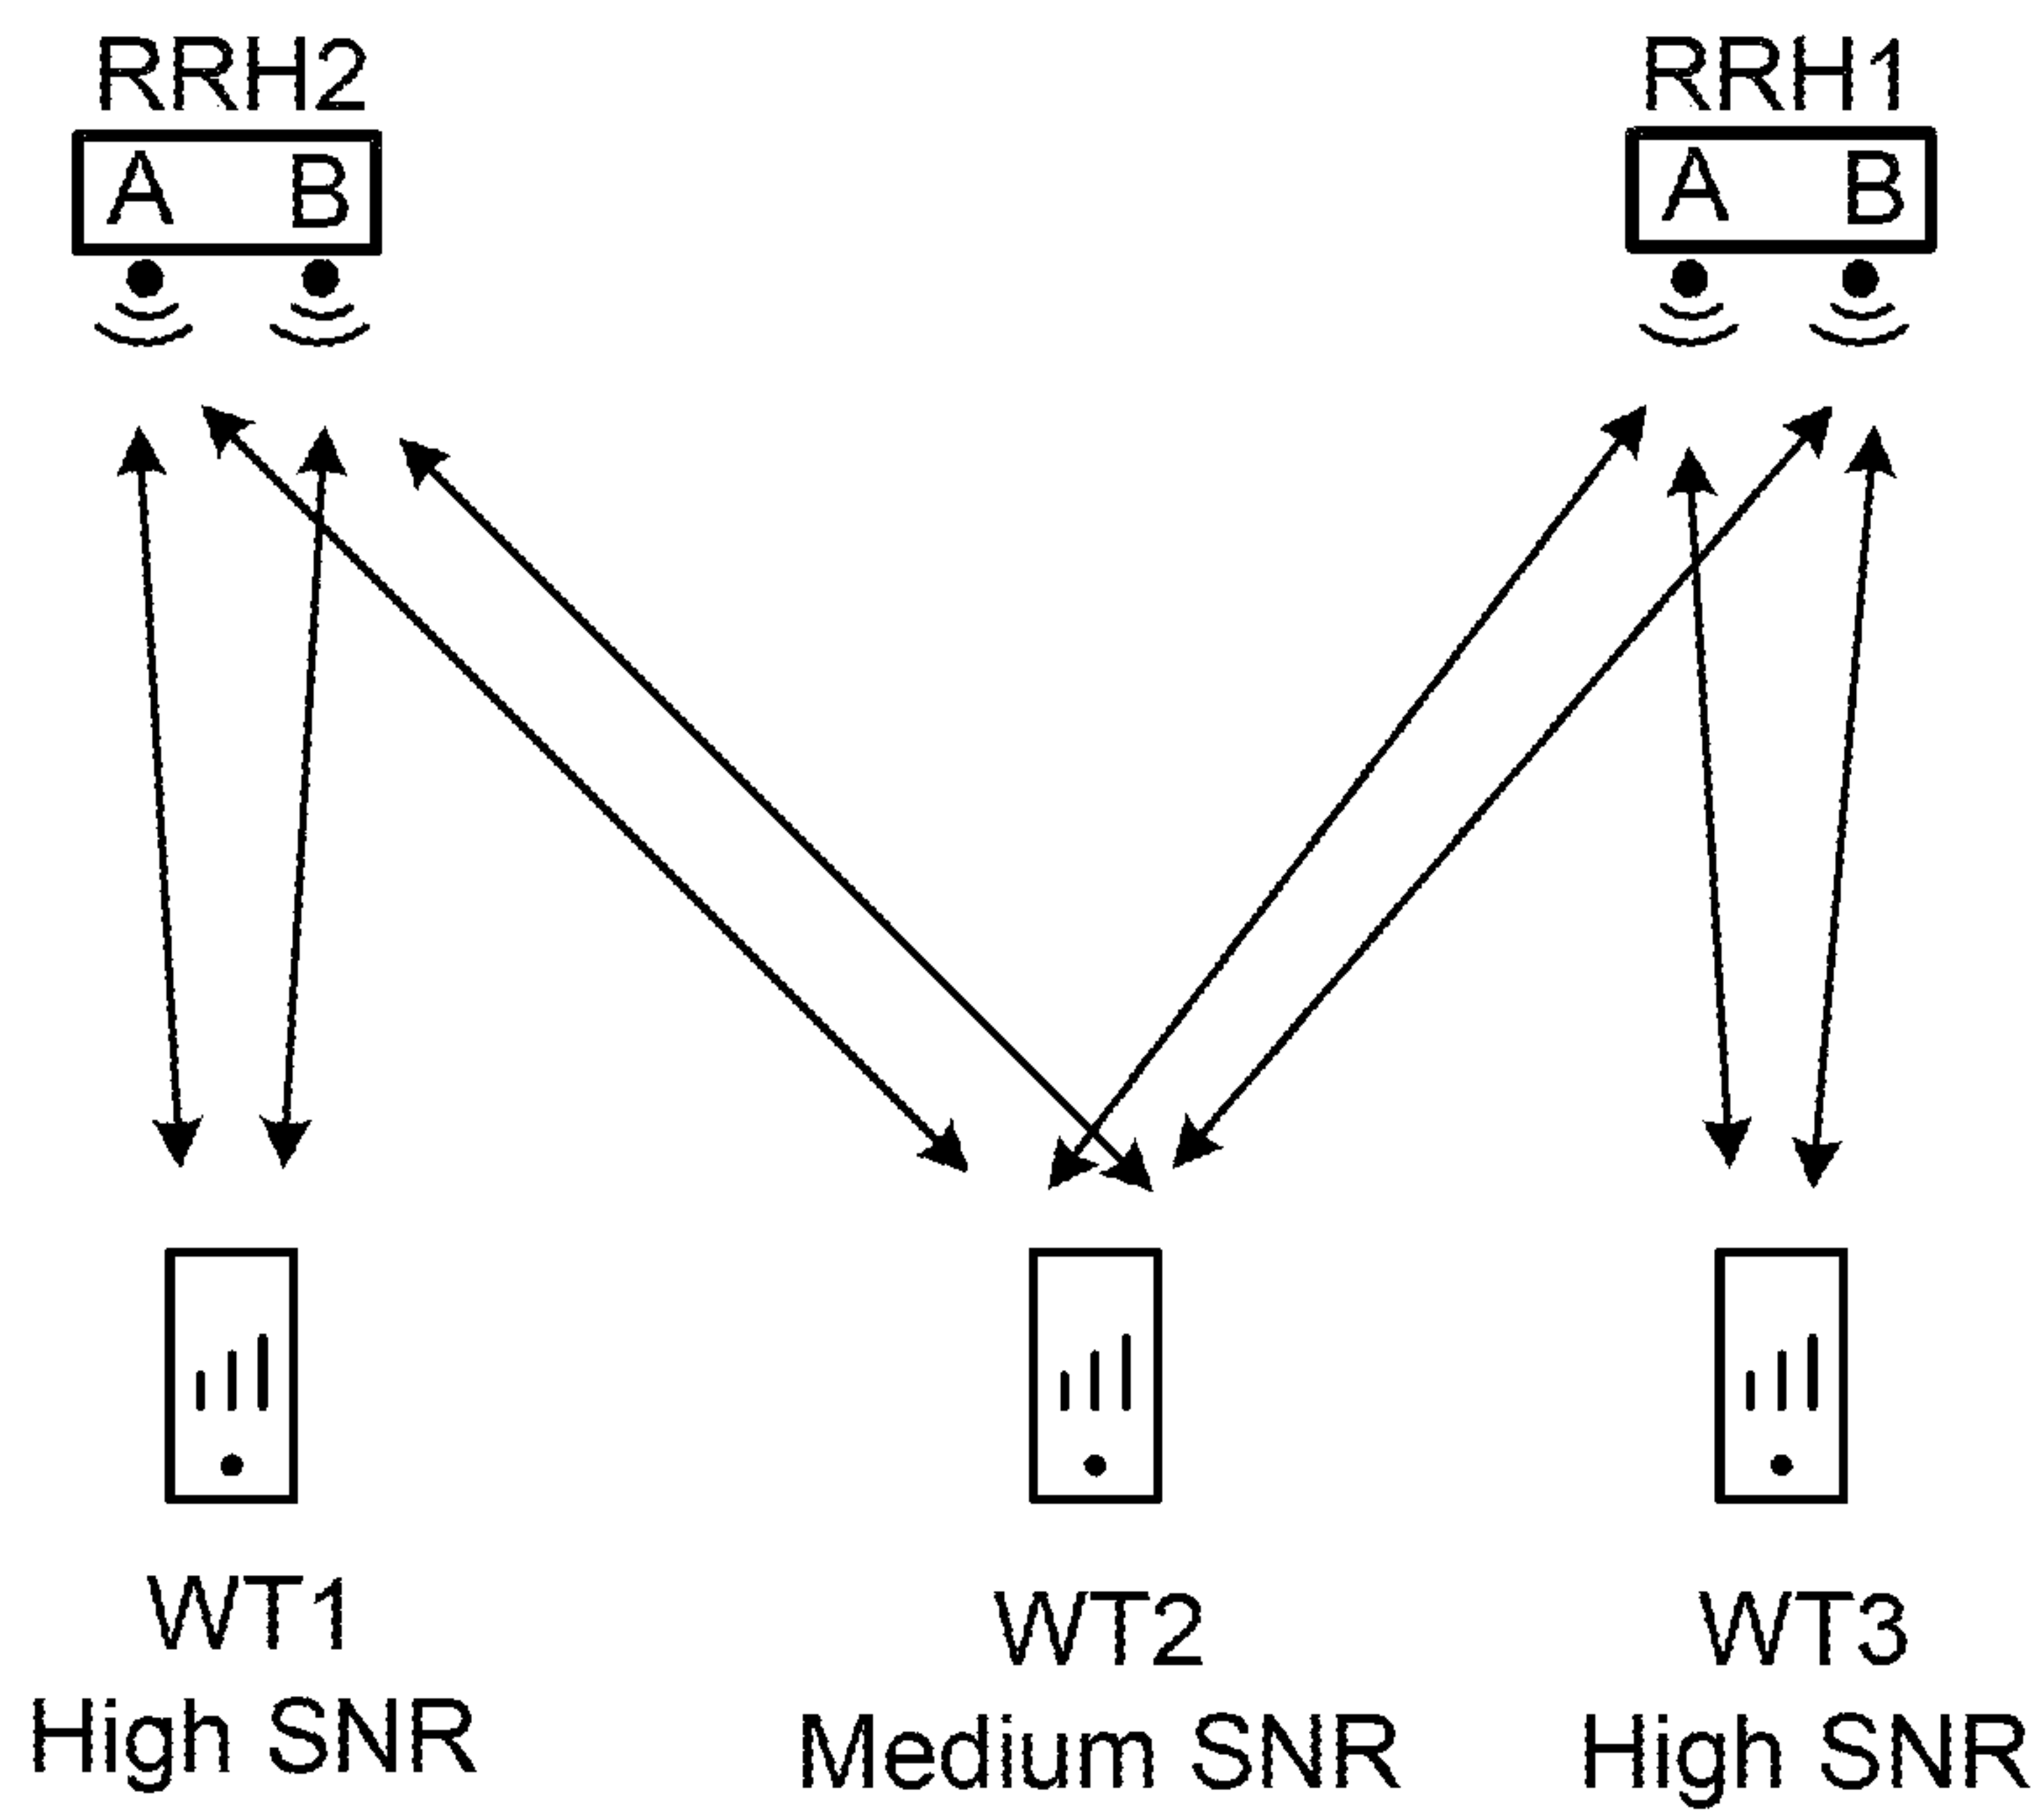 RRH2
RRH1
A B
A B
WT1
High SNR
WT2
Medium SNR
WT3
High SNR